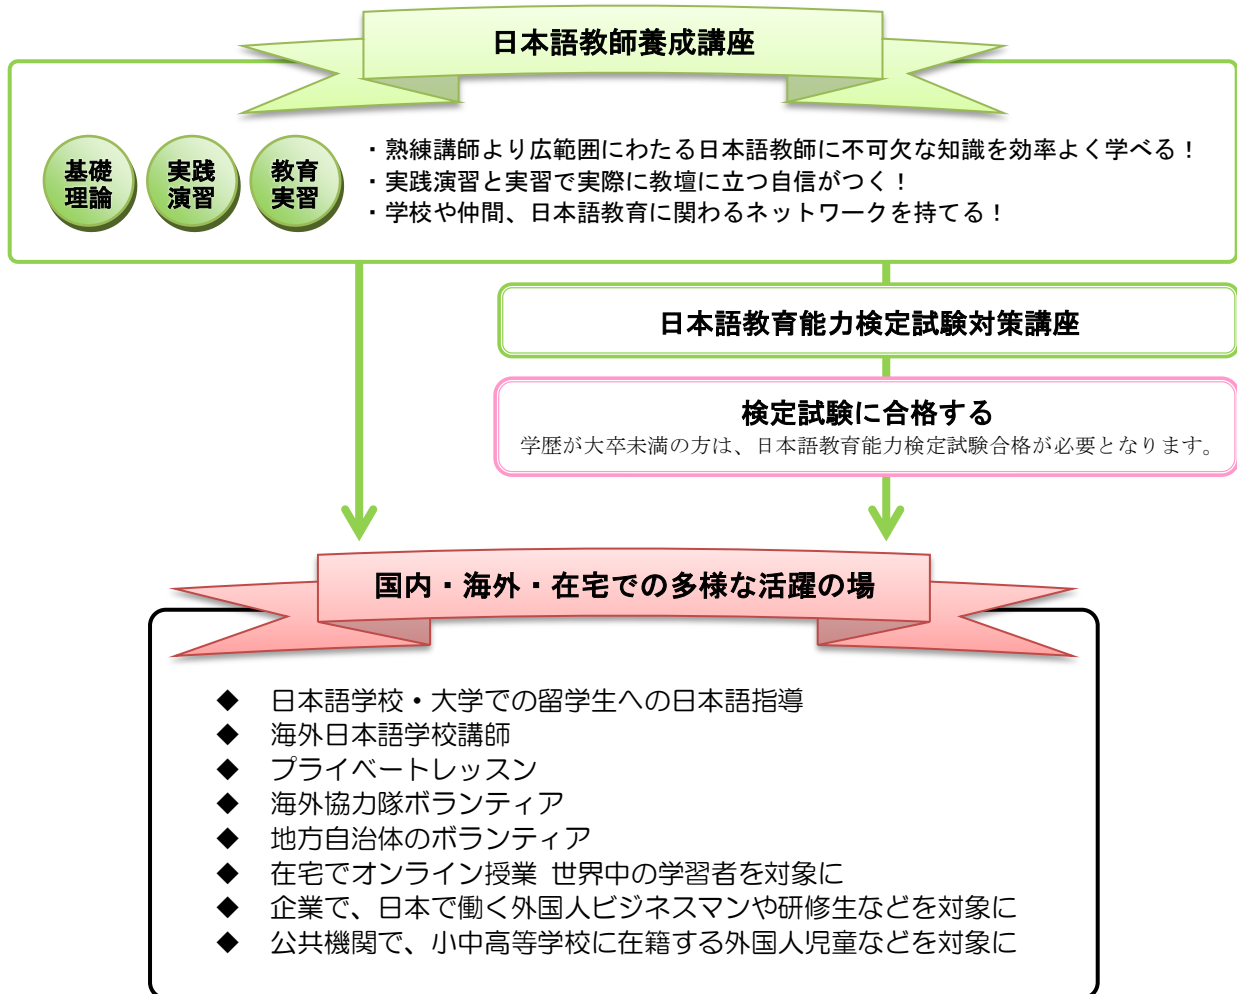 日本語教師養成講座
基礎
理論
実践
演習
教育
実習
・熟練講師より広範囲にわたる日本語教師に不可欠な知識を効率よく学べる！
・実践演習と実習で実際に教壇に立つ自信がつく！
・学校や仲間、日本語教育に関わるネットワークを持てる！
日本語教育能力検定試験対策講座
検定試験に合格する
学歴が大卒未満の方は、日本語教育能力検定試験合格が必要となります。
国内・海外・在宅での多様な活躍の場
◆ 日本語学校・大学での留学生への日本語指導
◆ 海外日本語学校講師
◆ プライベートレッスン
◆ 海外協力隊ボランティア
◆ 地方自治体のボランティア
◆ 在宅でオンライン授業 世界中の学習者を対象に
◆ 企業で、日本で働く外国人ビジネスマンや研修生などを対象に
◆ 公共機関で、小中高等学校に在籍する外国人児童などを対象に